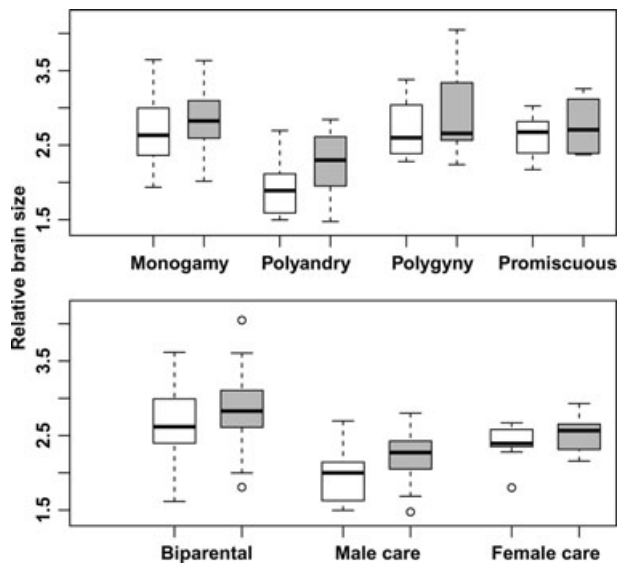 Relative brain size
3.5
2.5
1.5
Monogamy Polyandry Polygyny Promiscuous
3.5
2.5
1.5
Biparental Male care Female care